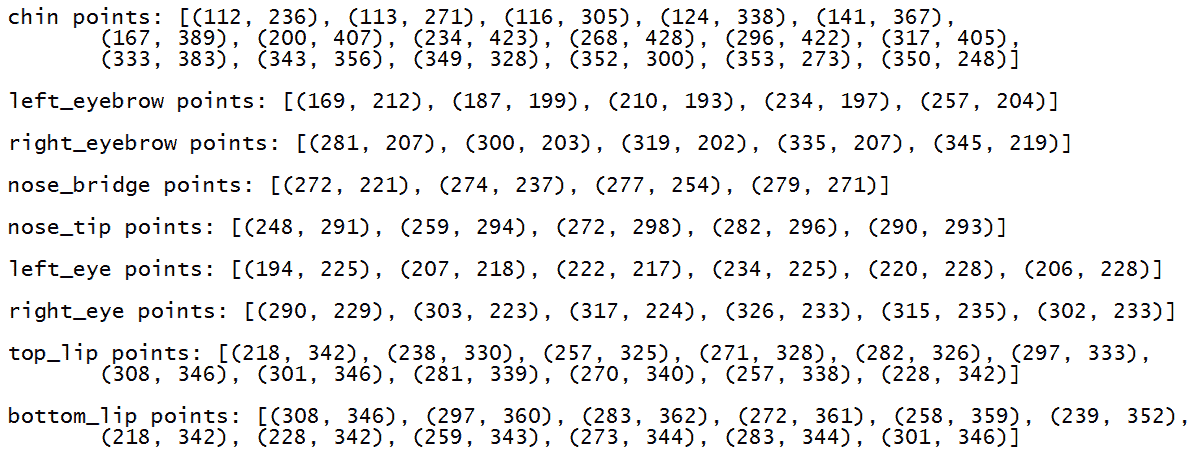 chin points: [(112, 236), (113, 271), (116, 305), (124, 338), (141, 367),
(167, 389), (200, 407), (234, 423), (268, 428), (296, 422), (317, 405),
(333, 383), (343, 356), (349, 328), (352, 300), (353, 273), (350, 248)]
left_eyebrow points: [(169, 212), (187, 199), (210, 193), (234, 197), (257, 204)]
right_eyebrow points: [(281, 207), (300, 203), (319, 202), (335, 207), (345, 219)]
nose_bridge points: [(272, 221), (274, 237), (277, 254), (279, 271)]
nose_tip points: [(248, 291), (259, 294), (272, 298), (282, 296), (290, 293)]
left_eye points: [(194, 225), (207, 218), (222, 217), (234, 225), (220, 228), (206, 228)]
right_eye points: [(290, 229), (303, 223), (317, 224), (326, 233), (315, 235), (302, 233)]
top_lip points: [(218, 342), (238, 330), (257, 325), (271, 328), (282, 326), (297, 333),
(308, 346), (301, 346), (281, 339), (270, 340), (257, 338), (228, 342)]
bottom_lip points: [(308, 346), (297, 360), (283, 362), (272, 361), (258, 359), (239, 352),
(218, 342), (228, 342), (259, 343), (273, 344), (283, 344), (301, 346)]